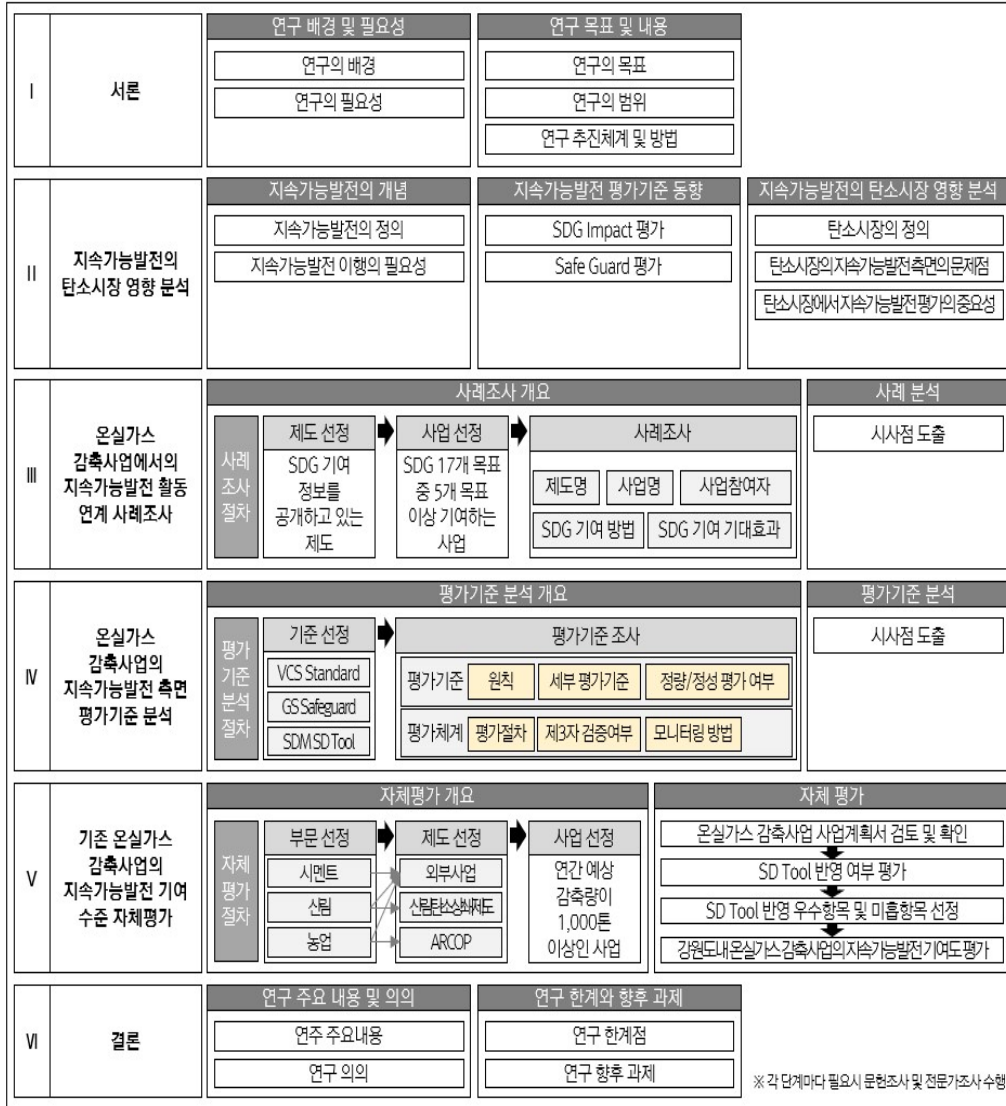 I
서론
연구 배경 및 필요성
연구의 배경
연구의 필요성
연구 목표 및 내용
연구의 목표
연구의 범위
연구 추진체계 및 방법
II
지속가능발전의
탄소시장 영향 분석
지속가능발전의 개념
지속가능발전의 정의
지속가능발전 이행의 필요성
지속가능발전 평가기준 동향
SDG Impact 평가
Safe Guard 평가
지속가능발전의 탄소시장 영향 분석
탄소시장의 정의
탄소시장의 지속가능발전 측면의 문제점
탄소시장에서 지속가능발전 평가의 중요성
III
온실가스
감축사업에서의
지속가능발전 활동
연계 사례조사
사례조사 개요
사례
조사
절차
제도 선정
SDG 기여
정보를
공개하고 있는
제도
사업 선정
SDG 17개 목표
중 5개 목표
이상 기여하는
사업
사례조사
제도명
사업명
사업참여자
SDG 기여 방법
SDG 기여 기대효과
사례 분석
시사점 도출
IV
온실가스
감축사업의
지속가능발전 측면
평가기준 분석
평가기준 분석 개요
평가
기준
분석
절차
기준 선정
VCS Standard
GS Safeguard
SDM SD Tool
평가기준 조사
평가기준 원칙 세부 평가기준 정량/정성 평가 여부
평가체계 평가절차 제3자 검증여부 모니터링 방법
평가기준 분석
시사점 도출
V
기존 온실가스
감축사업의
지속가능발전 기여
수준 자체평가
자체평가 개요
자체
평가
절차
부문 선정
시멘트
산림
농업
제도 선정
외부사업
산림탄소상쇄제도
ARCOP
사업 선정
연간 예상
감축량이
1,000톤
이상인 사업
자체 평가
온실가스 감축사업 사업계획서 검토 및 확인
SD Tool 반영 여부 평가
SD Tool 반영 우수항목 및 미흡항목 선정
강원도내 온실가스 감축사업의 지속가능발전 기여도 평가
VI
결론
연구 주요 내용 및 의의
연주 주요내용
연구 의의
연구 한계와 향후 과제
연구 한계점
연구 향후 과제
※ 각 단계마다 필요시 문헌조사 및 전문가조사 수행